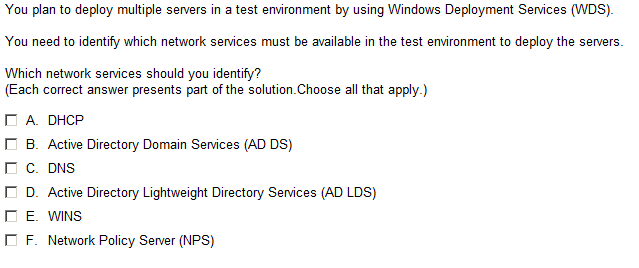 You plan to deploy multiple servers in a test environment by using Windows Deployment Services (WDS).
You need to identify which network services must be available in the test environment to deploy the servers.
Which network services should you identify?
(Each correct answer presents part of the solution.Choose all that apply.)
A. DHCP
B. Active Directory Domain Services (AD DS)
C. DNS
D. Active Directory Lightweight Directory Services (AD LDS)
E. WINS
F. Network Policy Server (NPS)